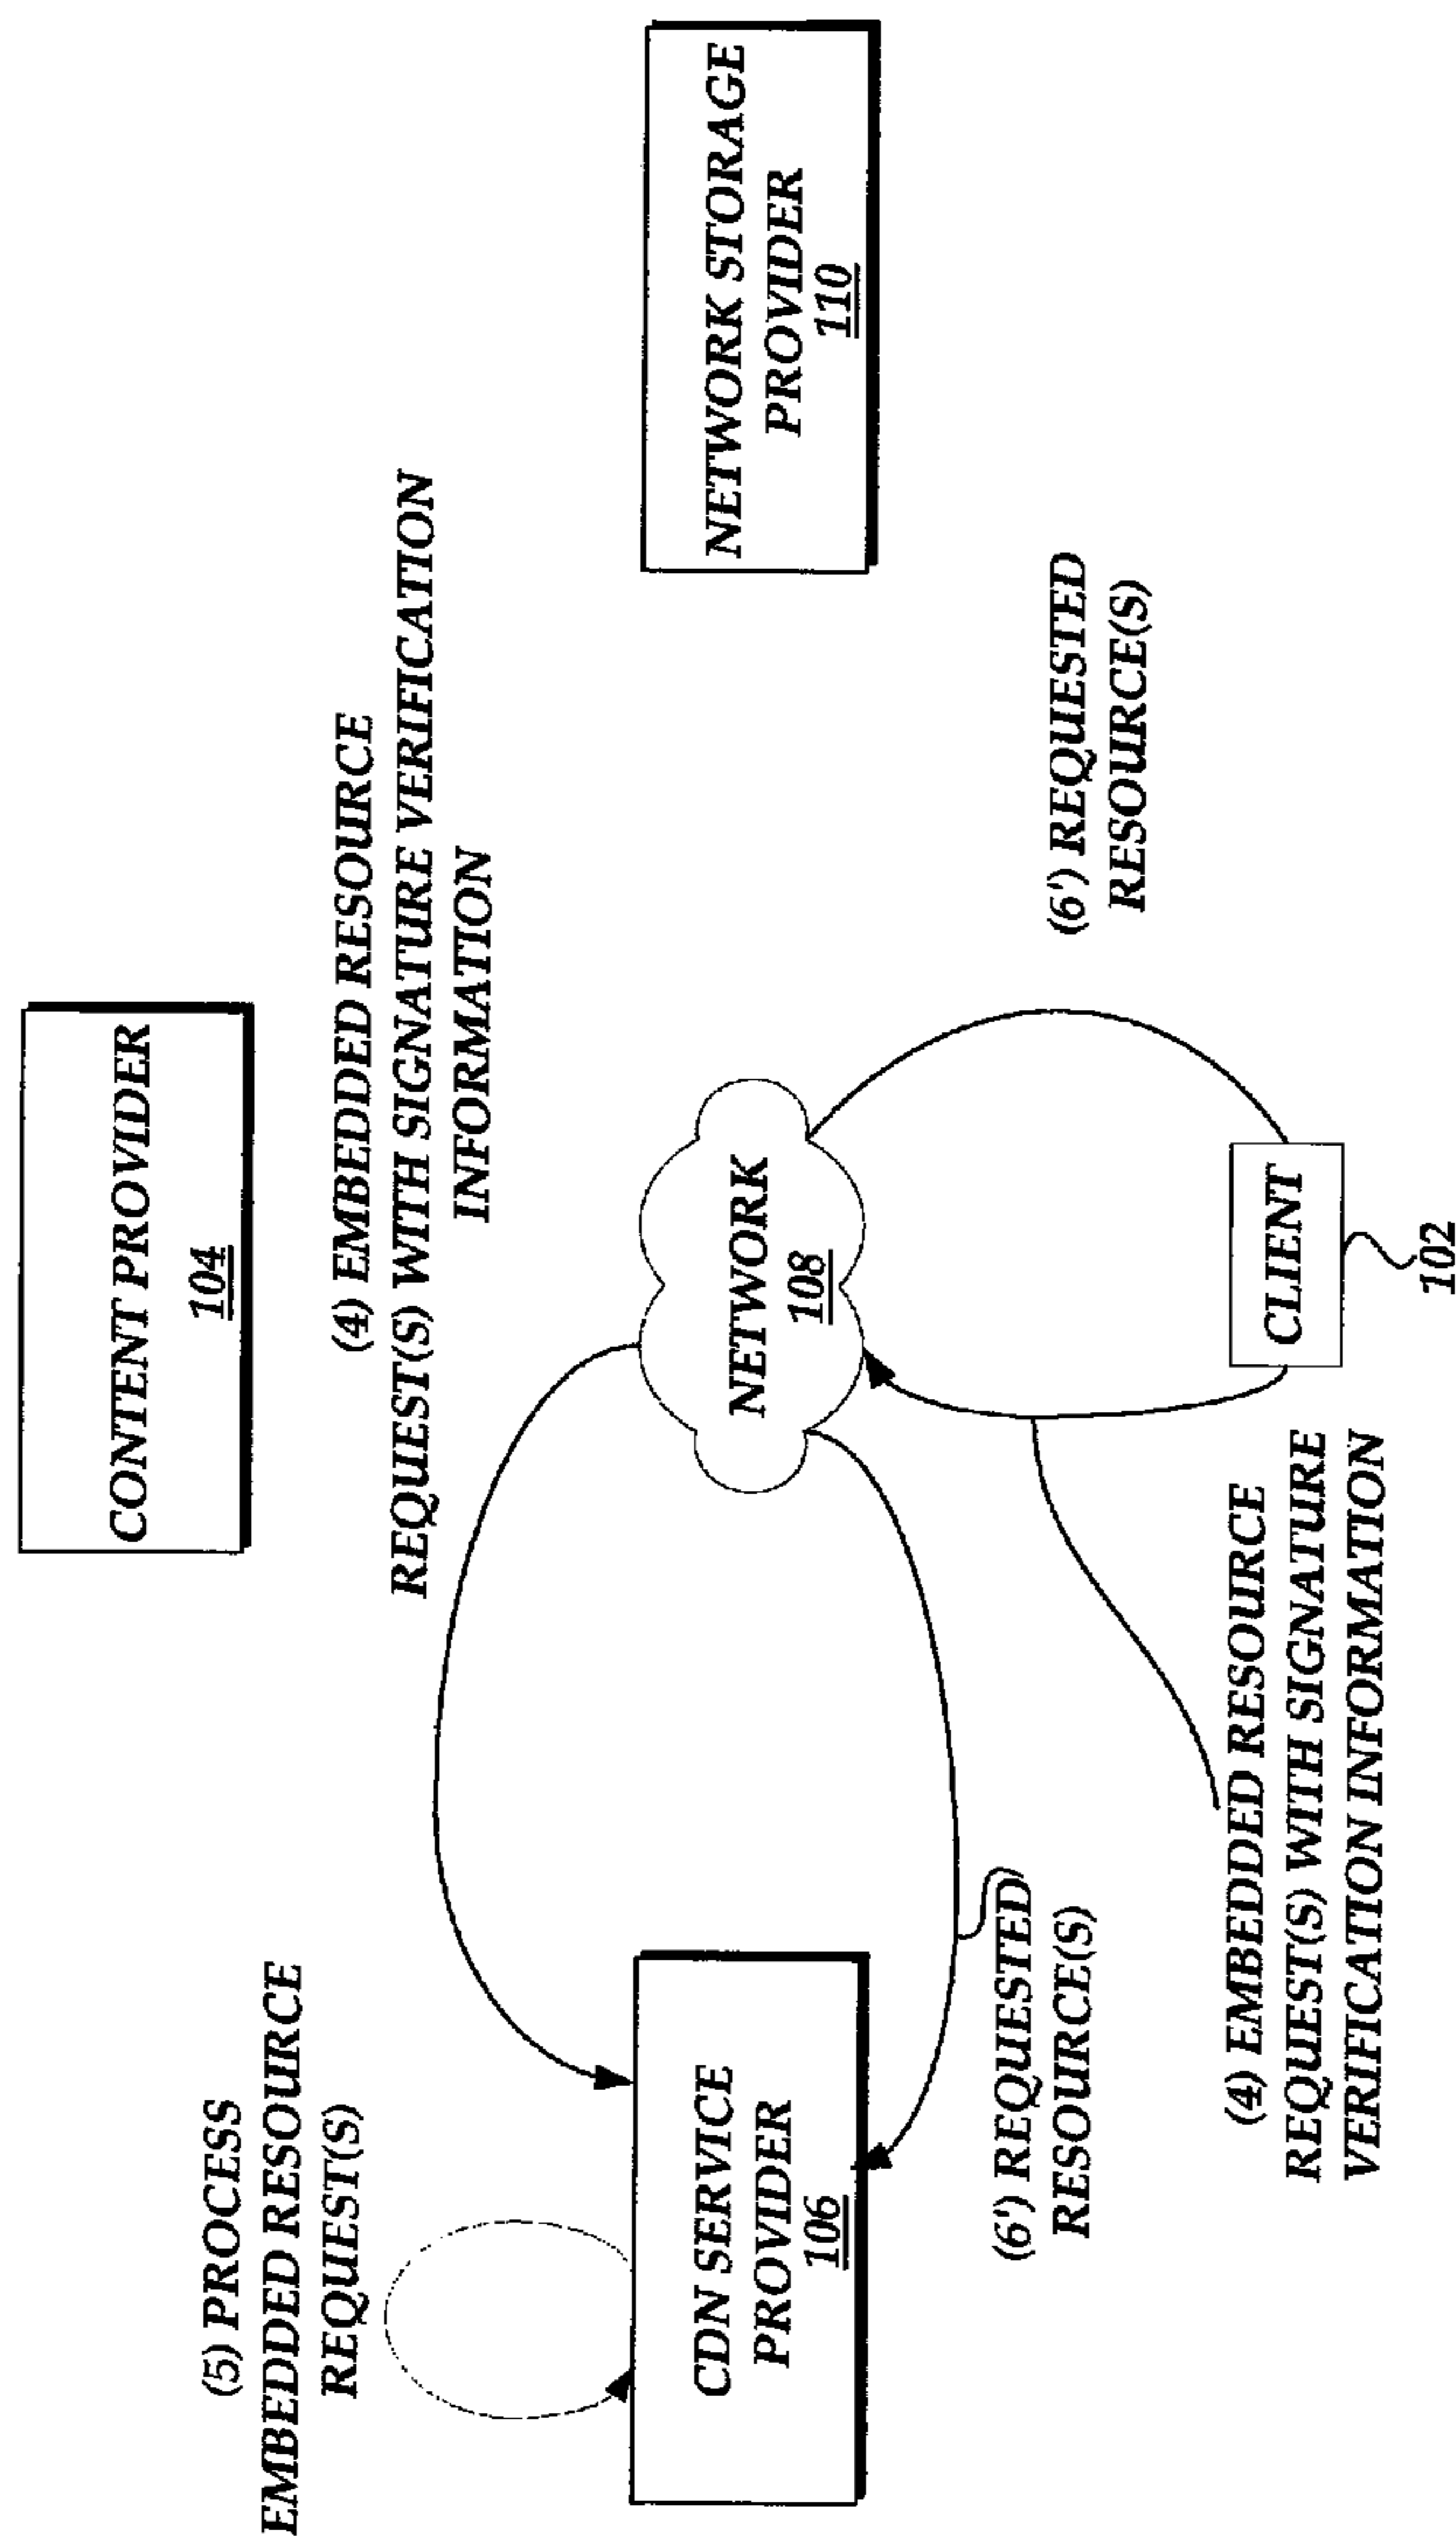 CONTENT PROVIDER
104
(4) EMBEDDED RESOURCE
REQUEST(S) WITH SIGNATURE VERIFICATION
INFORMATION
(5) PROCESS
EMBEDDED RESOURCE
REQUEST(S)
CDN SERVICE
PROVIDER
106
NETWORK
108
NETWORK STORAGE
PROVIDER
110
(6') REQUESTED
RESOURCE(S)
(6') REQUESTED
RESOURCE(S)
(4) EMBEDDED RESOURCE
REQUEST(S) WITH SIGNATURE
VERIFICATION INFORMATION
CLIENT
102